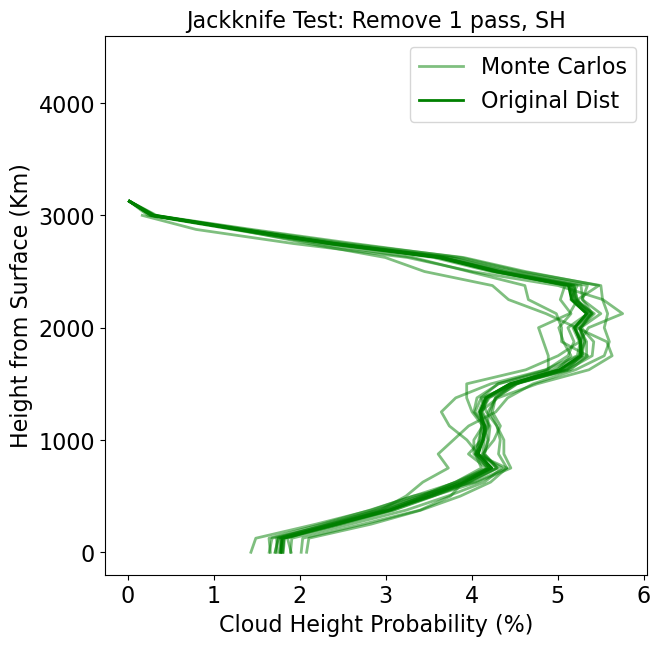 Jackknife Test: Remove 1 pass, SH
Monte Carlos
Original Dist
Height from Surface (Km)
4000
3000
2000
1000
0
0 1 2 3 4 5 6
Cloud Height Probability (%)